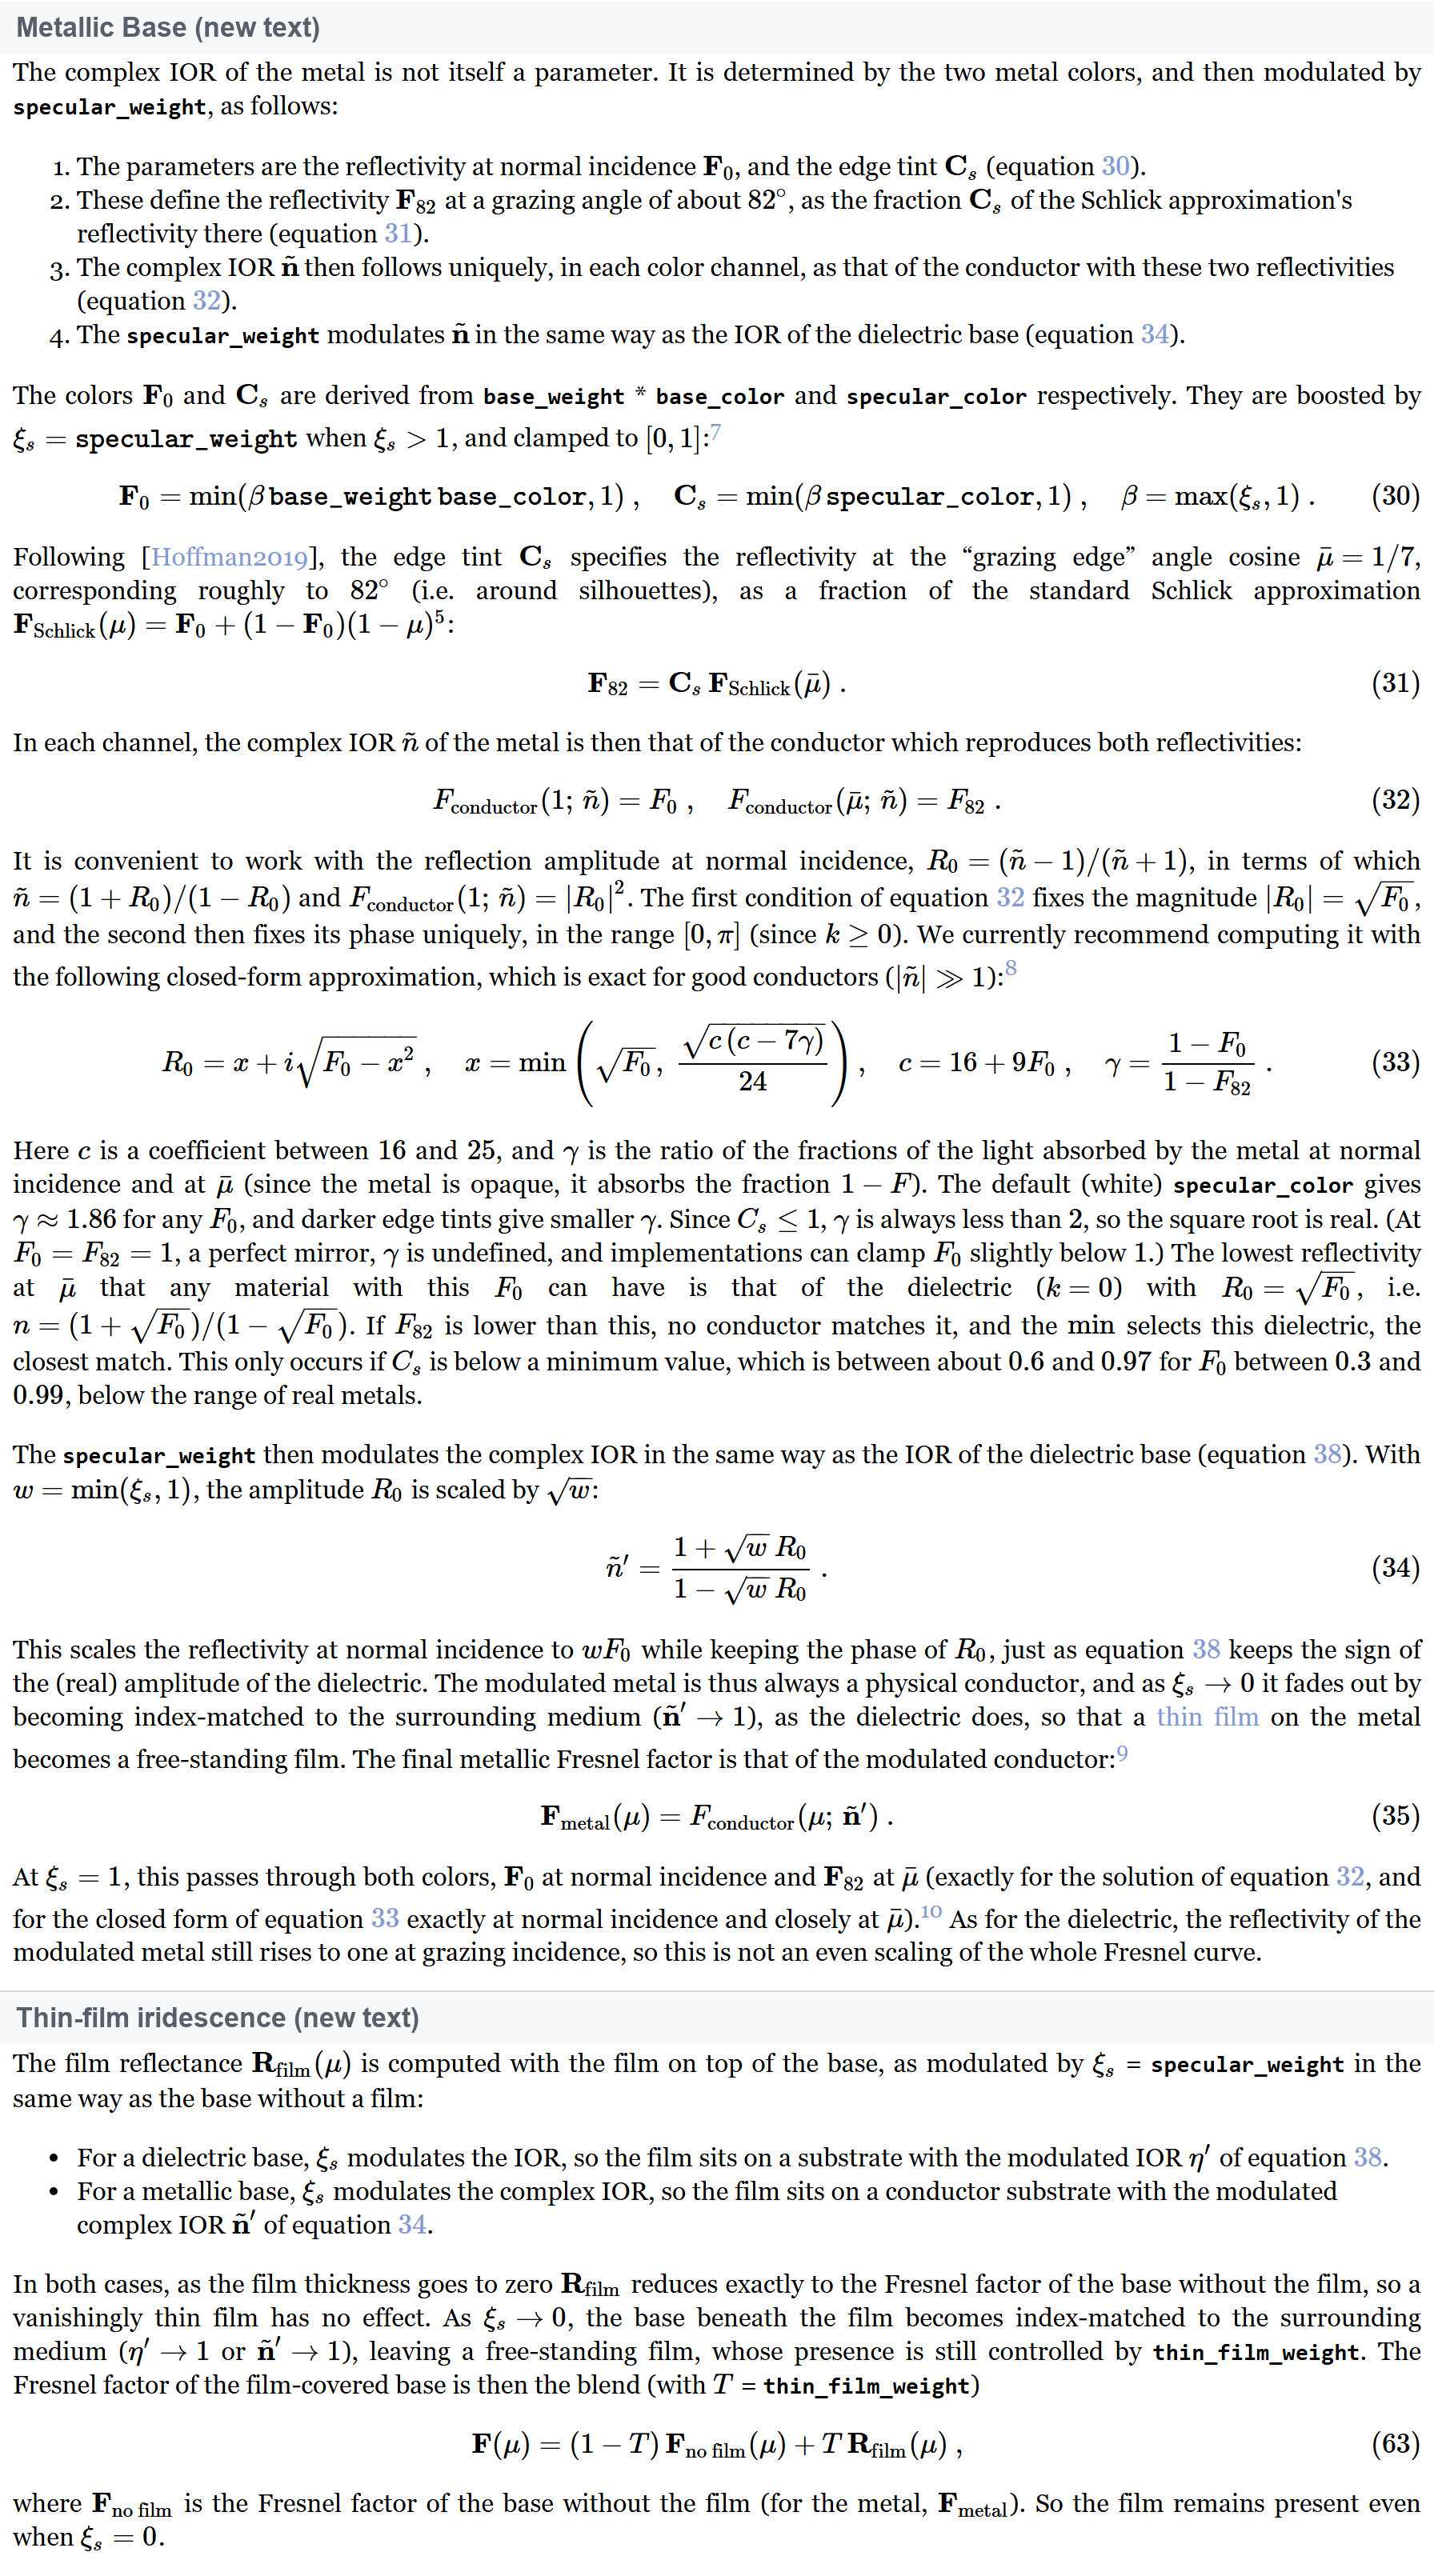 Metallic Base (new text)
The complex IOR of the metal is not itself a parameter. It is determined by the two metal colors, and then modulated by
specular_weight, as follows:
1. The parameters are the reflectivity at normal incidence F₀, and the edge tint Cₛ (equation 30).
2. These define the reflectivity F₈₂ at a grazing angle of about 82°, as the fraction Cₛ of the Schlick approximation's
reflectivity there (equation 31).
3. The complex IOR ñ then follows uniquely, in each color channel, as that of the conductor with these two reflectivities
(equation 32).
4. The specular_weight modulates ñ in the same way as the IOR of the dielectric base (equation 34).
The colors F₀ and Cₛ are derived from base_weight * base_color and specular_color respectively. They are boosted by
ξₛ = specular_weight when ξₛ > 1, and clamped to [0, 1]:⁷
F₀ = min(β base_weight base_color, 1) , Cₛ = min(β specular_color, 1) , β = max(ξₛ, 1) . (30)
Following [Hoffman2019], the edge tint Cₛ specifies the reflectivity at the “grazing edge” angle cosine μ̄ = 1/7,
corresponding roughly to 82° (i.e. around silhouettes), as a fraction of the standard Schlick approximation
F_Schlick(μ) = F₀ + (1 − F₀)(1 − μ)⁵:
F₈₂ = Cₛ F_Schlick(μ̄) . (31)
In each channel, the complex IOR ñ of the metal is then that of the conductor which reproduces both reflectivities:
F_conductor(1; ñ) = F₀ , F_conductor(μ̄; ñ) = F₈₂ . (32)
It is convenient to work with the reflection amplitude at normal incidence, R₀ = (ñ − 1)/(ñ + 1), in terms of which
ñ = (1 + R₀)/(1 − R₀) and F_conductor(1; ñ) = |R₀|². The first condition of equation 32 fixes the magnitude |R₀| = √F₀,
and the second then fixes its phase uniquely, in the range [0, π] (since k ≥ 0). We currently recommend computing it with
the following closed-form approximation, which is exact for good conductors (|ñ| ≫ 1):⁸
R₀ = x + i√(F₀ − x²) , x = min(√F₀, √(c (c − 7γ))/24) , c = 16 + 9F₀ , γ = (1 − F₀)/(1 − F₈₂) . (33)
Here c is a coefficient between 16 and 25, and γ is the ratio of the fractions of the light absorbed by the metal at normal
incidence and at μ̄ (since the metal is opaque, it absorbs the fraction 1 − F). The default (white) specular_color gives
γ ≈ 1.86 for any F₀, and darker edge tints give smaller γ. Since Cₛ ≤ 1, γ is always less than 2, so the square root is real. (At
F₀ = F₈₂ = 1, a perfect mirror, γ is undefined, and implementations can clamp F₀ slightly below 1.) The lowest reflectivity
at μ̄ that any material with this F₀ can have is that of the dielectric (k = 0) with R₀ = √F₀, i.e.
n = (1 + √F₀)/(1 − √F₀). If F₈₂ is lower than this, no conductor matches it, and the min selects this dielectric, the
closest match. This only occurs if Cₛ is below a minimum value, which is between about 0.6 and 0.97 for F₀ between 0.3 and
0.99, below the range of real metals.
The specular_weight then modulates the complex IOR in the same way as the IOR of the dielectric base (equation 38). With
w = min(ξₛ, 1), the amplitude R₀ is scaled by √w:
ñ′ = (1 + √w R₀)/(1 − √w R₀) . (34)
This scales the reflectivity at normal incidence to wF₀ while keeping the phase of R₀, just as equation 38 keeps the sign of
the (real) amplitude of the dielectric. The modulated metal is thus always a physical conductor, and as ξₛ → 0 it fades out by
becoming index-matched to the surrounding medium (ñ′ → 1), as the dielectric does, so that a thin film on the metal
becomes a free-standing film. The final metallic Fresnel factor is that of the modulated conductor:⁹
F_metal(μ) = F_conductor(μ; ñ′) . (35)
At ξₛ = 1, this passes through both colors, F₀ at normal incidence and F₈₂ at μ̄ (exactly for the solution of equation 32, and
for the closed form of equation 33 exactly at normal incidence and closely at μ̄).¹⁰ As for the dielectric, the reflectivity of the
modulated metal still rises to one at grazing incidence, so this is not an even scaling of the whole Fresnel curve.
Thin-film iridescence (new text)
The film reflectance R_film(μ) is computed with the film on top of the base, as modulated by ξₛ = specular_weight in the
same way as the base without a film:
• For a dielectric base, ξₛ modulates the IOR, so the film sits on a substrate with the modulated IOR η′ of equation 38.
• For a metallic base, ξₛ modulates the complex IOR, so the film sits on a conductor substrate with the modulated
complex IOR ñ′ of equation 34.
In both cases, as the film thickness goes to zero R_film reduces exactly to the Fresnel factor of the base without the film, so a
vanishingly thin film has no effect. As ξₛ → 0, the base beneath the film becomes index-matched to the surrounding
medium (η′ → 1 or ñ′ → 1), leaving a free-standing film, whose presence is still controlled by thin_film_weight. The
Fresnel factor of the film-covered base is then the blend (with T = thin_film_weight)
F(μ) = (1 − T) F_no film(μ) + T R_film(μ) , (63)
where F_no film is the Fresnel factor of the base without the film (for the metal, F_metal). So the film remains present even
when ξₛ = 0.